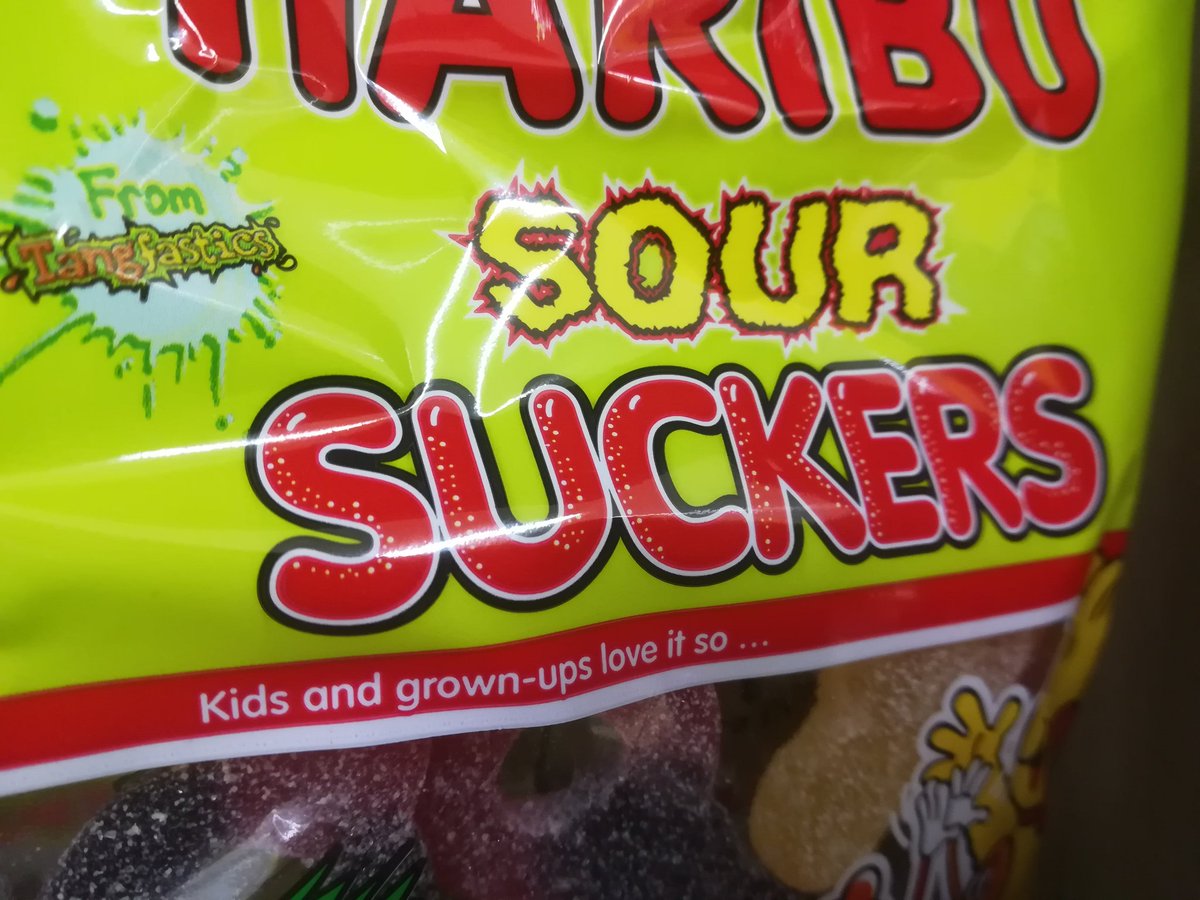 HARIBO
From
Tangfastics
SOUR
SUCKERS
Kids and grown-ups love it so ...